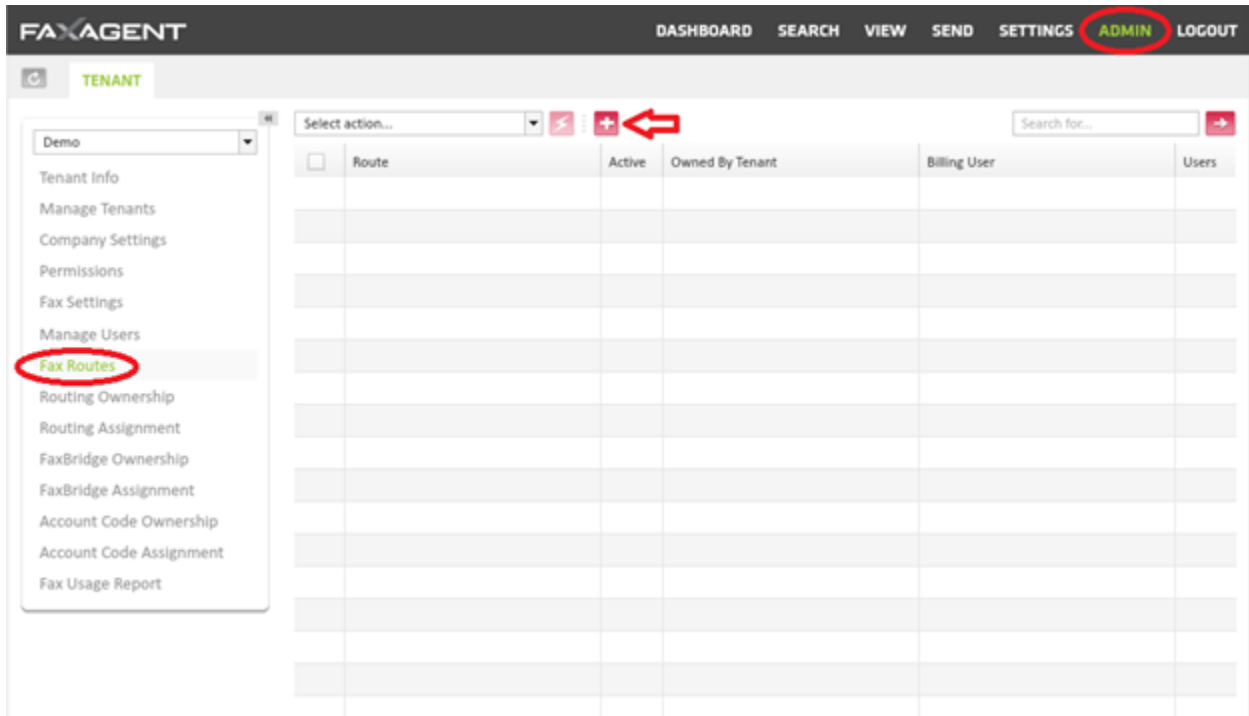 FAXAGENT
DASHBOARD SEARCH VIEW SEND SETTINGS ADMIN LOGOUT
TENANT
Select action...
Search for...
Demo
Route Active Owned By Tenant Billing User Users
Tenant Info
Manage Tenants
Company Settings
Permissions
Fax Settings
Manage Users
Fax Routes
Routing Ownership
Routing Assignment
FaxBridge Ownership
FaxBridge Assignment
Account Code Ownership
Account Code Assignment
Fax Usage Report